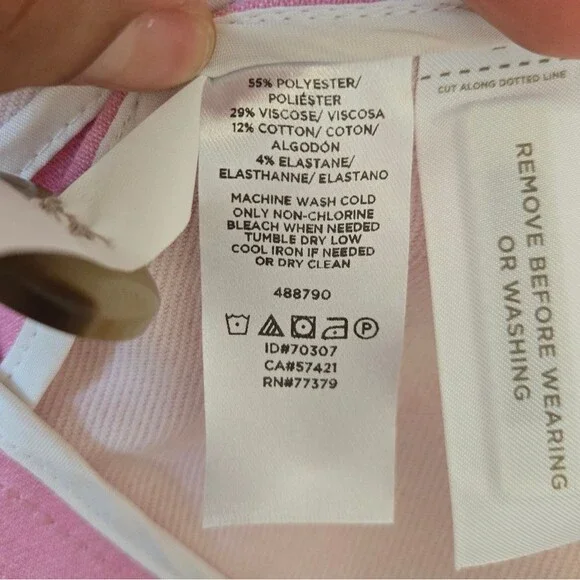 55% POLYESTER/
POLIÉSTER
29% VISCOSE/ VISCOSA
12% COTTON/ COTON/
ALGODÓN
4% ELASTANE/
ELASTHANNE/ ELASTANO
MACHINE WASH COLD
ONLY NON-CHLORINE
BLEACH WHEN NEEDED
TUMBLE DRY LOW
COOL IRON IF NEEDED
OR DRY CLEAN
488790
P
ID#70307
CA#57421
RN#77379
CUT ALONG DOTTED LINE
REMOVE BEFORE WEARING
OR WASHING